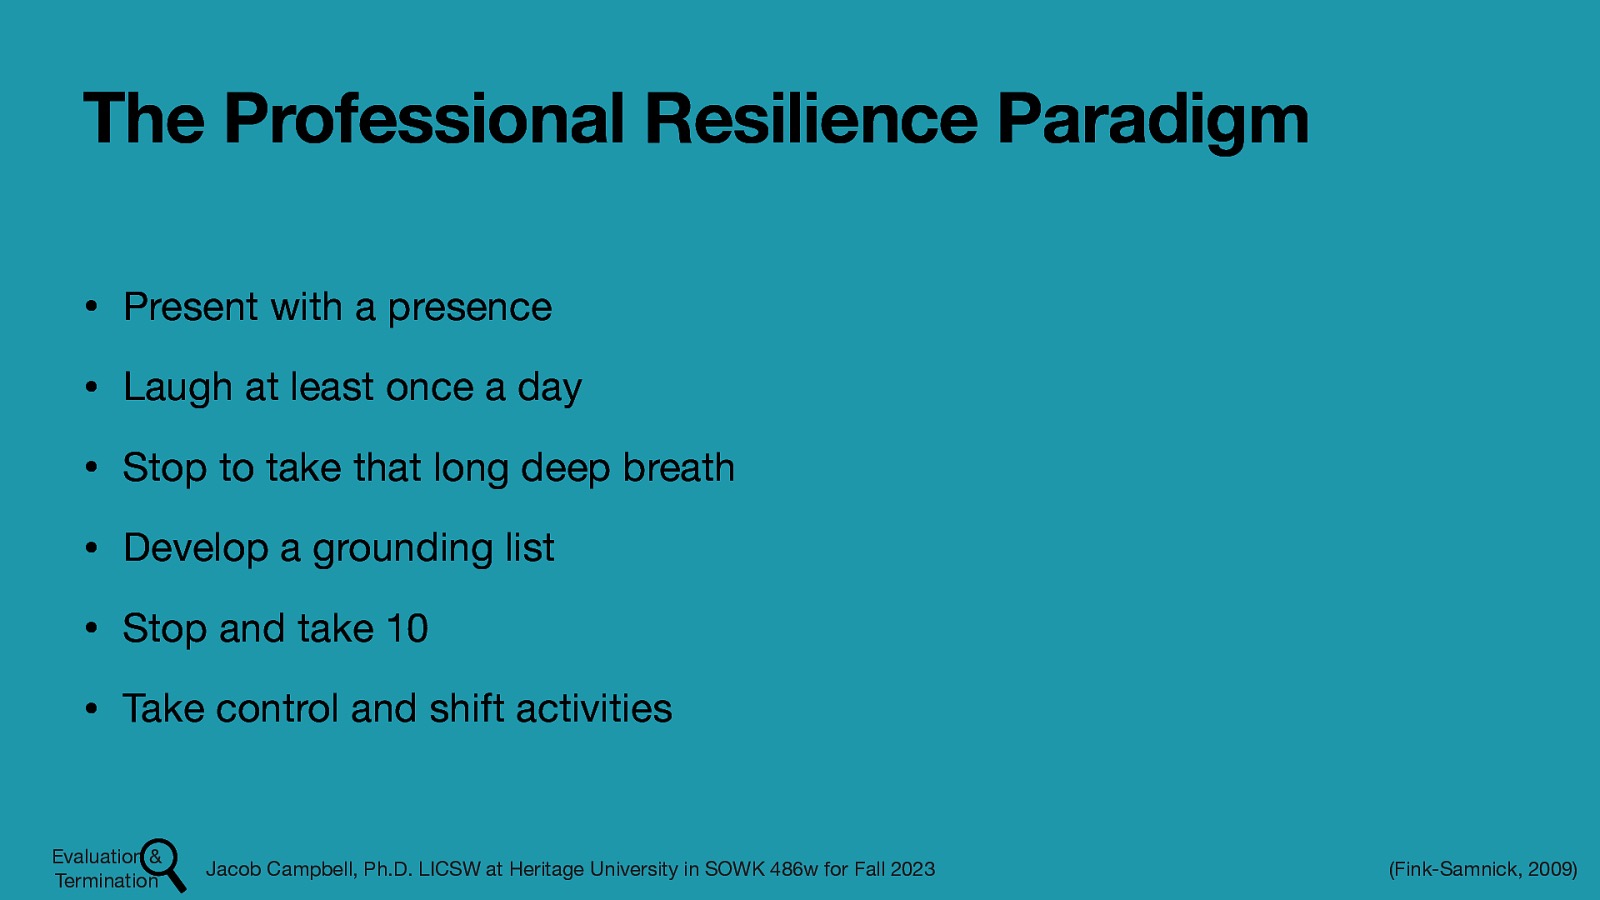 The Professional Resilience Paradigm
• Present with a presence
• Laugh at least once a day
• Stop to take that long deep breath
• Develop a grounding list
• Stop and take 10
• Take control and shift activities
Evaluation &
Termination
Jacob Campbell, Ph.D. LICSW at Heritage University in SOWK 486w for Fall 2023
(Fink-Samnick, 2009)